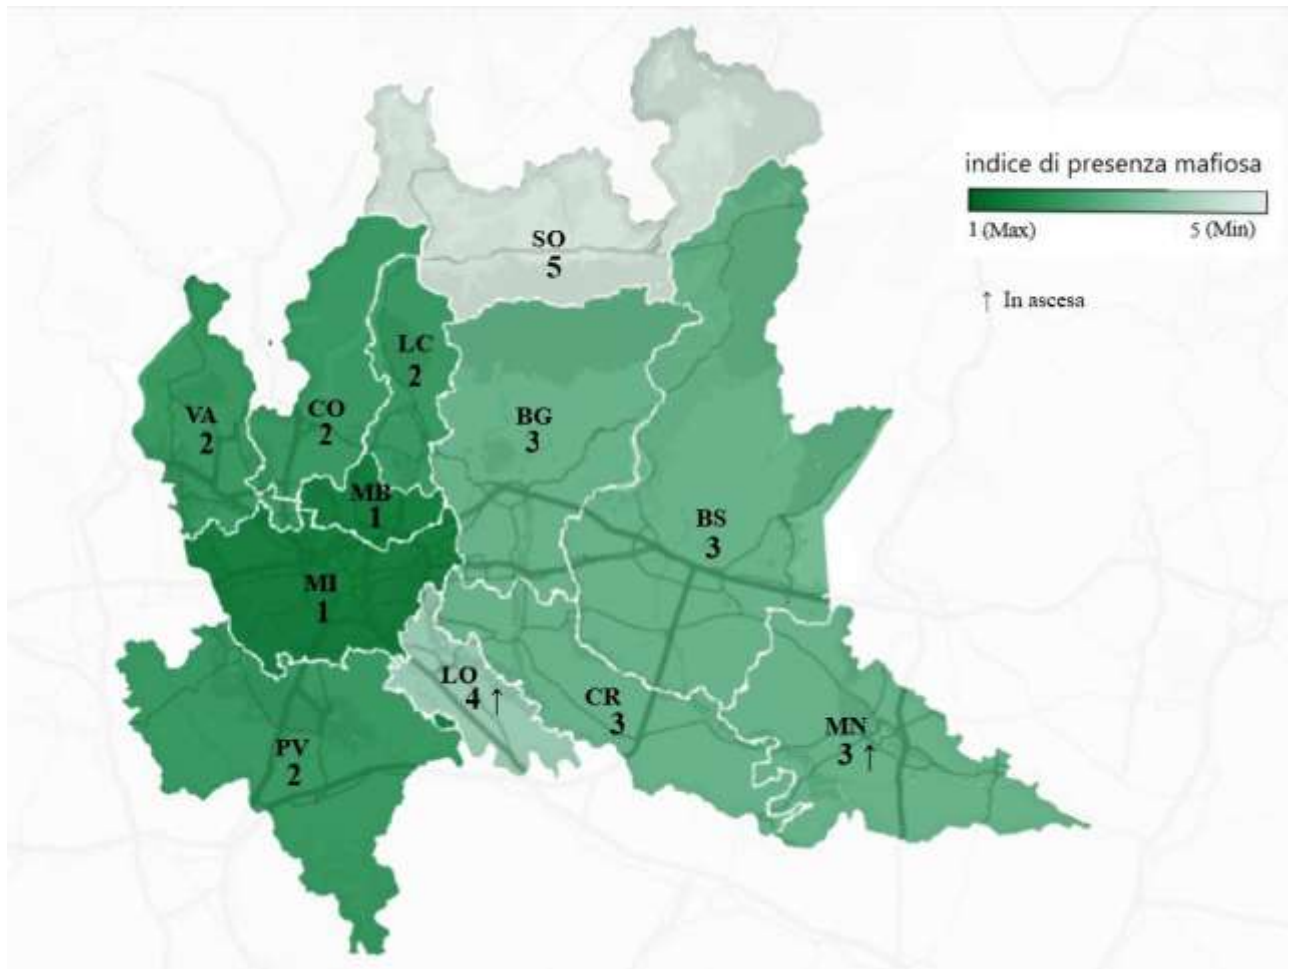 indice di presenza mafiosa
1 (Max)
5 (Min)
↑ In ascesa
SO
5
LC
2
VA
2
CO
2
BG
3
MB
1
BS
3
MI
1
LO
4 ↑
CR
3
MN
3 ↑
PV
2